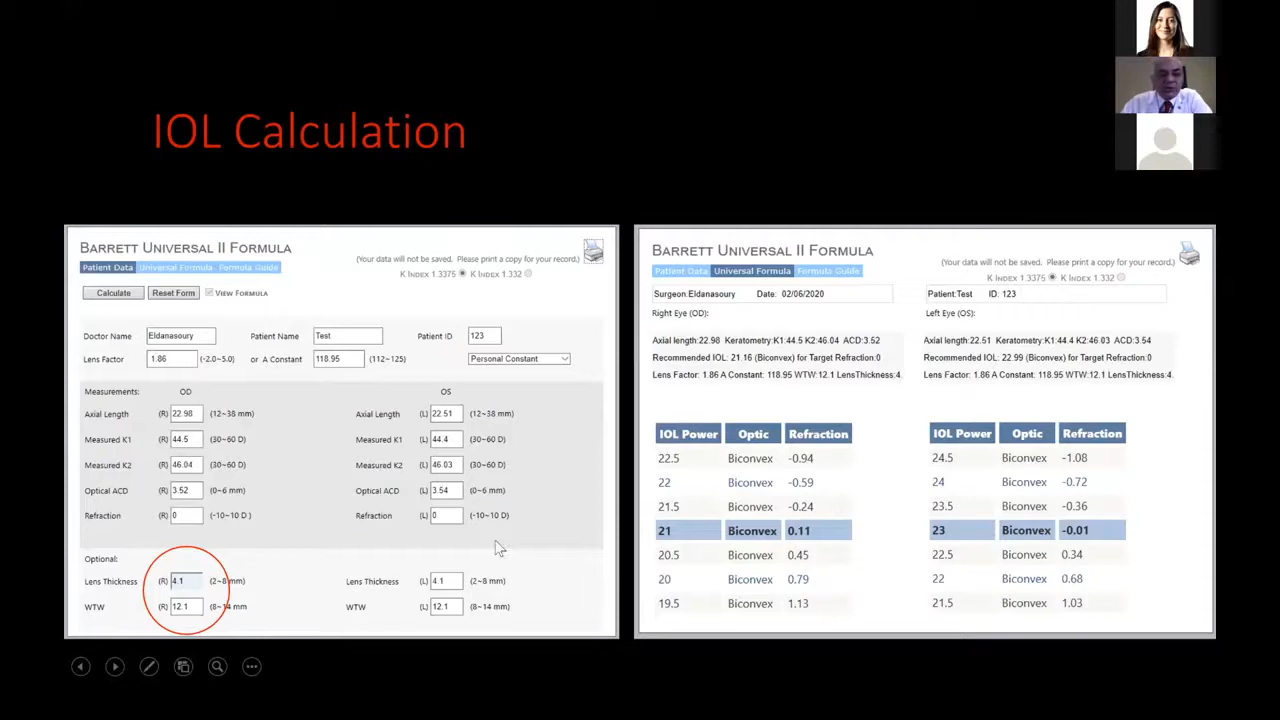 IOL Calculation
BARRETT UNIVERSAL II FORMULA
Patient Data Universal Formula Formula Guide
(Your data will not be saved. Please print a copy for your record.)
K INDEX 1.3375 K INDEX 1.332
Calculate Reset Form VIEW FORMULA
Doctor Name Eldanasoury Patient Name Test Patient ID 123
Lens Factor 1.86 (-2.0~5.0) or A Constant 118.95 (112~125) Personal Constant
Measurements: OD OS
Axial Length (R) 22.98 (12~38 mm) Axial Length (L) 22.51 (12~38 mm)
Measured K1 (R) 44.5 (30~60 D) Measured K1 (L) 44.4 (30~60 D)
Measured K2 (R) 46.04 (30~60 D) Measured K2 (L) 46.03 (30~60 D)
Optical ACD (R) 3.52 (0~6 mm) Optical ACD (L) 3.54 (0~6 mm)
Refraction (R) 0 (-10~10 D ) Refraction (L) 0 (-10~10 D)
Optional:
Lens Thickness (R) 4.1 (2~8 mm) Lens Thickness (L) 4.1 (2~8 mm)
WTW (R) 12.1 (8~14 mm WTW (L) 12.1 (8~14 mm)
BARRETT UNIVERSAL II FORMULA
Patient Data Universal Formula Formula Guide
(Your data will not be saved. Please print a copy for your record.)
K INDEX 1.3375 K INDEX 1.332
Surgeon:Eldanasoury Date: 02/06/2020 Patient:Test ID: 123
Right Eye (OD): Left Eye (OS):
Axial length:22.98 Keratometry:K1:44.5 K2:46.04 ACD:3.52
Recommended IOL: 21.16 (Biconvex) for Target Refraction:0
Lens Factor: 1.86 A Constant: 118.95 WTW:12.1 LensThickness:4.
Axial length:22.51 Keratometry:K1:44.4 K2:46.03 ACD:3.54
Recommended IOL: 22.99 (Biconvex) for Target Refraction:0
Lens Factor: 1.86 A Constant: 118.95 WTW:12.1 LensThickness:4.
IOL Power Optic Refraction
22.5 Biconvex -0.94
22 Biconvex -0.59
21.5 Biconvex -0.24
21 Biconvex 0.11
20.5 Biconvex 0.45
20 Biconvex 0.79
19.5 Biconvex 1.13
IOL Power Optic Refraction
24.5 Biconvex -1.08
24 Biconvex -0.72
23.5 Biconvex -0.36
23 Biconvex -0.01
22.5 Biconvex 0.34
22 Biconvex 0.68
21.5 Biconvex 1.03